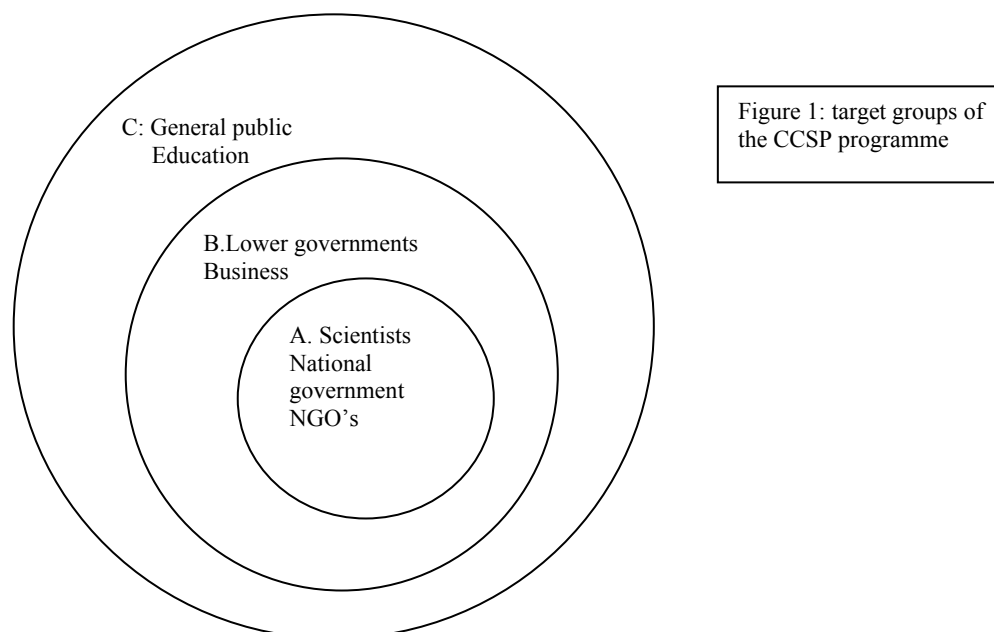 C: General public
Education
B.Lower governments
Business
A. Scientists
National
government
NGO’s
Figure 1: target groups of
the CCSP programme